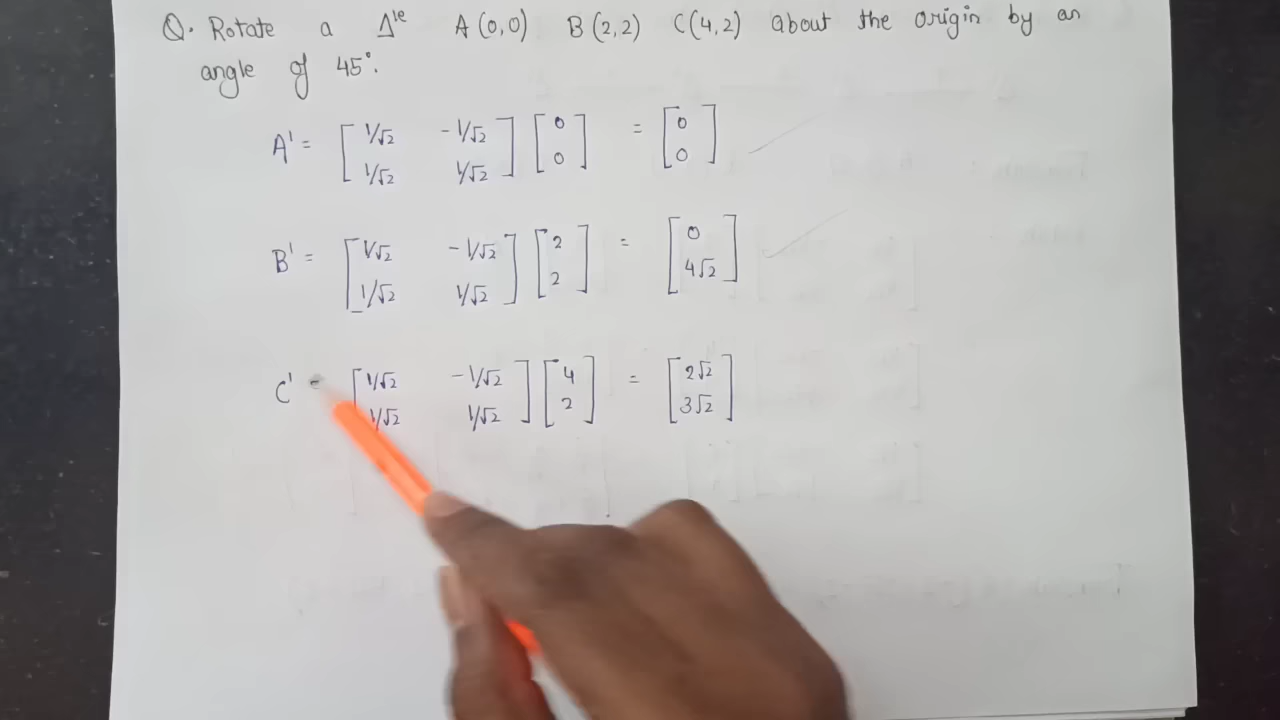 Q. Rotate a Δle A(0,0) B(2,2) C(4,2) about the origin by an
angle of 45°.
A' = [ 1/√2 -1/√2 ] [ 0 ] = [ 0 ]
[ 1/√2 1/√2 ] [ 0 ] [ 0 ]
B' = [ 1/√2 -1/√2 ] [ 2 ] = [ 0 ]
[ 1/√2 1/√2 ] [ 2 ] [ 4√2 ]
C' = [ 1/√2 -1/√2 ] [ 4 ] = [ 2√2 ]
[ 1/√2 1/√2 ] [ 2 ] [ 3√2 ]